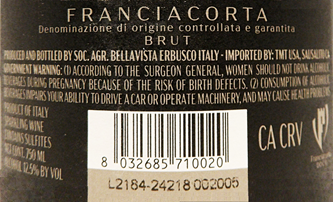 FRANCIACORTA
Denominazione di origine controllata e garantita
BRUT
PRODUCED AND BOTTLED BY SOC. AGR. BELLAVISTA ERBUSCO ITALY - IMPORTED BY: TMT USA, SAUSALITO
GOVERNMENT WARNING: (1) ACCORDING TO THE SURGEON GENERAL, WOMEN SHOULD NOT DRINK ALCOHOLIC
BEVERAGES DURING PREGNANCY BECAUSE OF THE RISK OF BIRTH DEFECTS. (2) CONSUMPTION OF ALCOHOLIC
BEVERAGES IMPAIRS YOUR ABILITY TO DRIVE A CAR OR OPERATE MACHINERY, AND MAY CAUSE HEALTH PROBLEMS
PRODUCT OF ITALY
SPARKLING WINE
CONTAINS SULFITES
NET CONT. 750 ML
ALCOHOL 12.5% BY VOL.
CA CRV
8 032685 710020
L2184-24218 002005